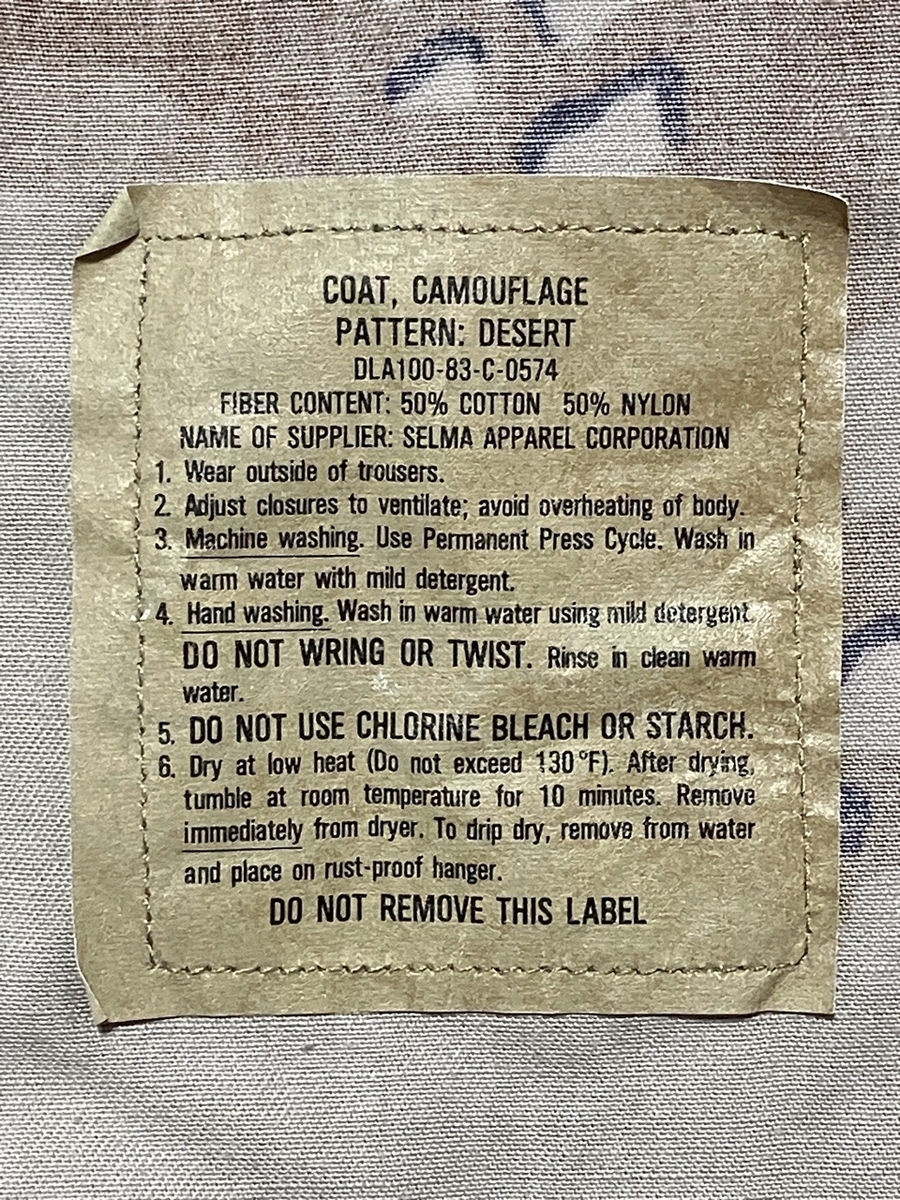 COAT, CAMOUFLAGE
PATTERN: DESERT
DLA100-83-C-0574
FIBER CONTENT: 50% COTTON 50% NYLON
NAME OF SUPPLIER: SELMA APPAREL CORPORATION
1. Wear outside of trousers.
2. Adjust closures to ventilate; avoid overheating of body.
3. Machine washing. Use Permanent Press Cycle. Wash in
warm water with mild detergent.
4. Hand washing. Wash in warm water using mild detergent.
DO NOT WRING OR TWIST. Rinse in clean warm
water.
5. DO NOT USE CHLORINE BLEACH OR STARCH.
6. Dry at low heat (Do not exceed 130°F). After drying,
tumble at room temperature for 10 minutes. Remove
immediately from dryer. To drip dry, remove from water
and place on rust-proof hanger.
DO NOT REMOVE THIS LABEL